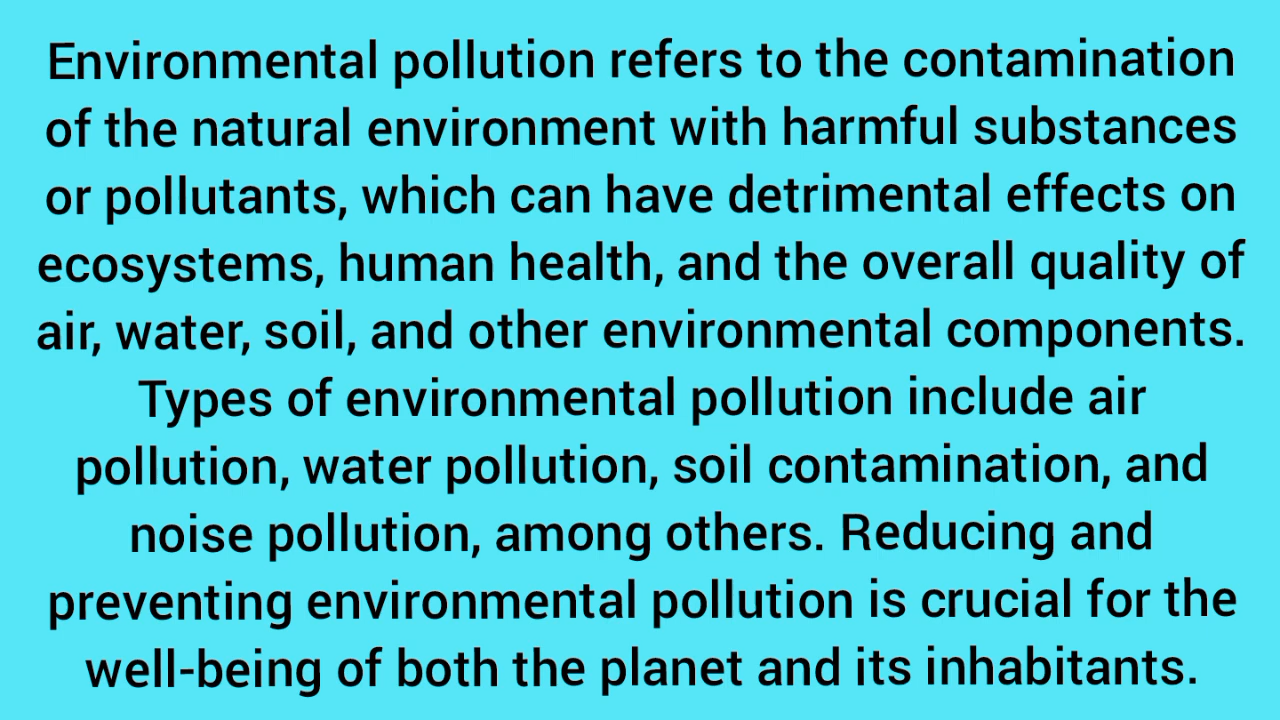 Environmental pollution refers to the contamination
of the natural environment with harmful substances
or pollutants, which can have detrimental effects on
ecosystems, human health, and the overall quality of
air, water, soil, and other environmental components.
Types of environmental pollution include air
pollution, water pollution, soil contamination, and
noise pollution, among others. Reducing and
preventing environmental pollution is crucial for the
well-being of both the planet and its inhabitants.